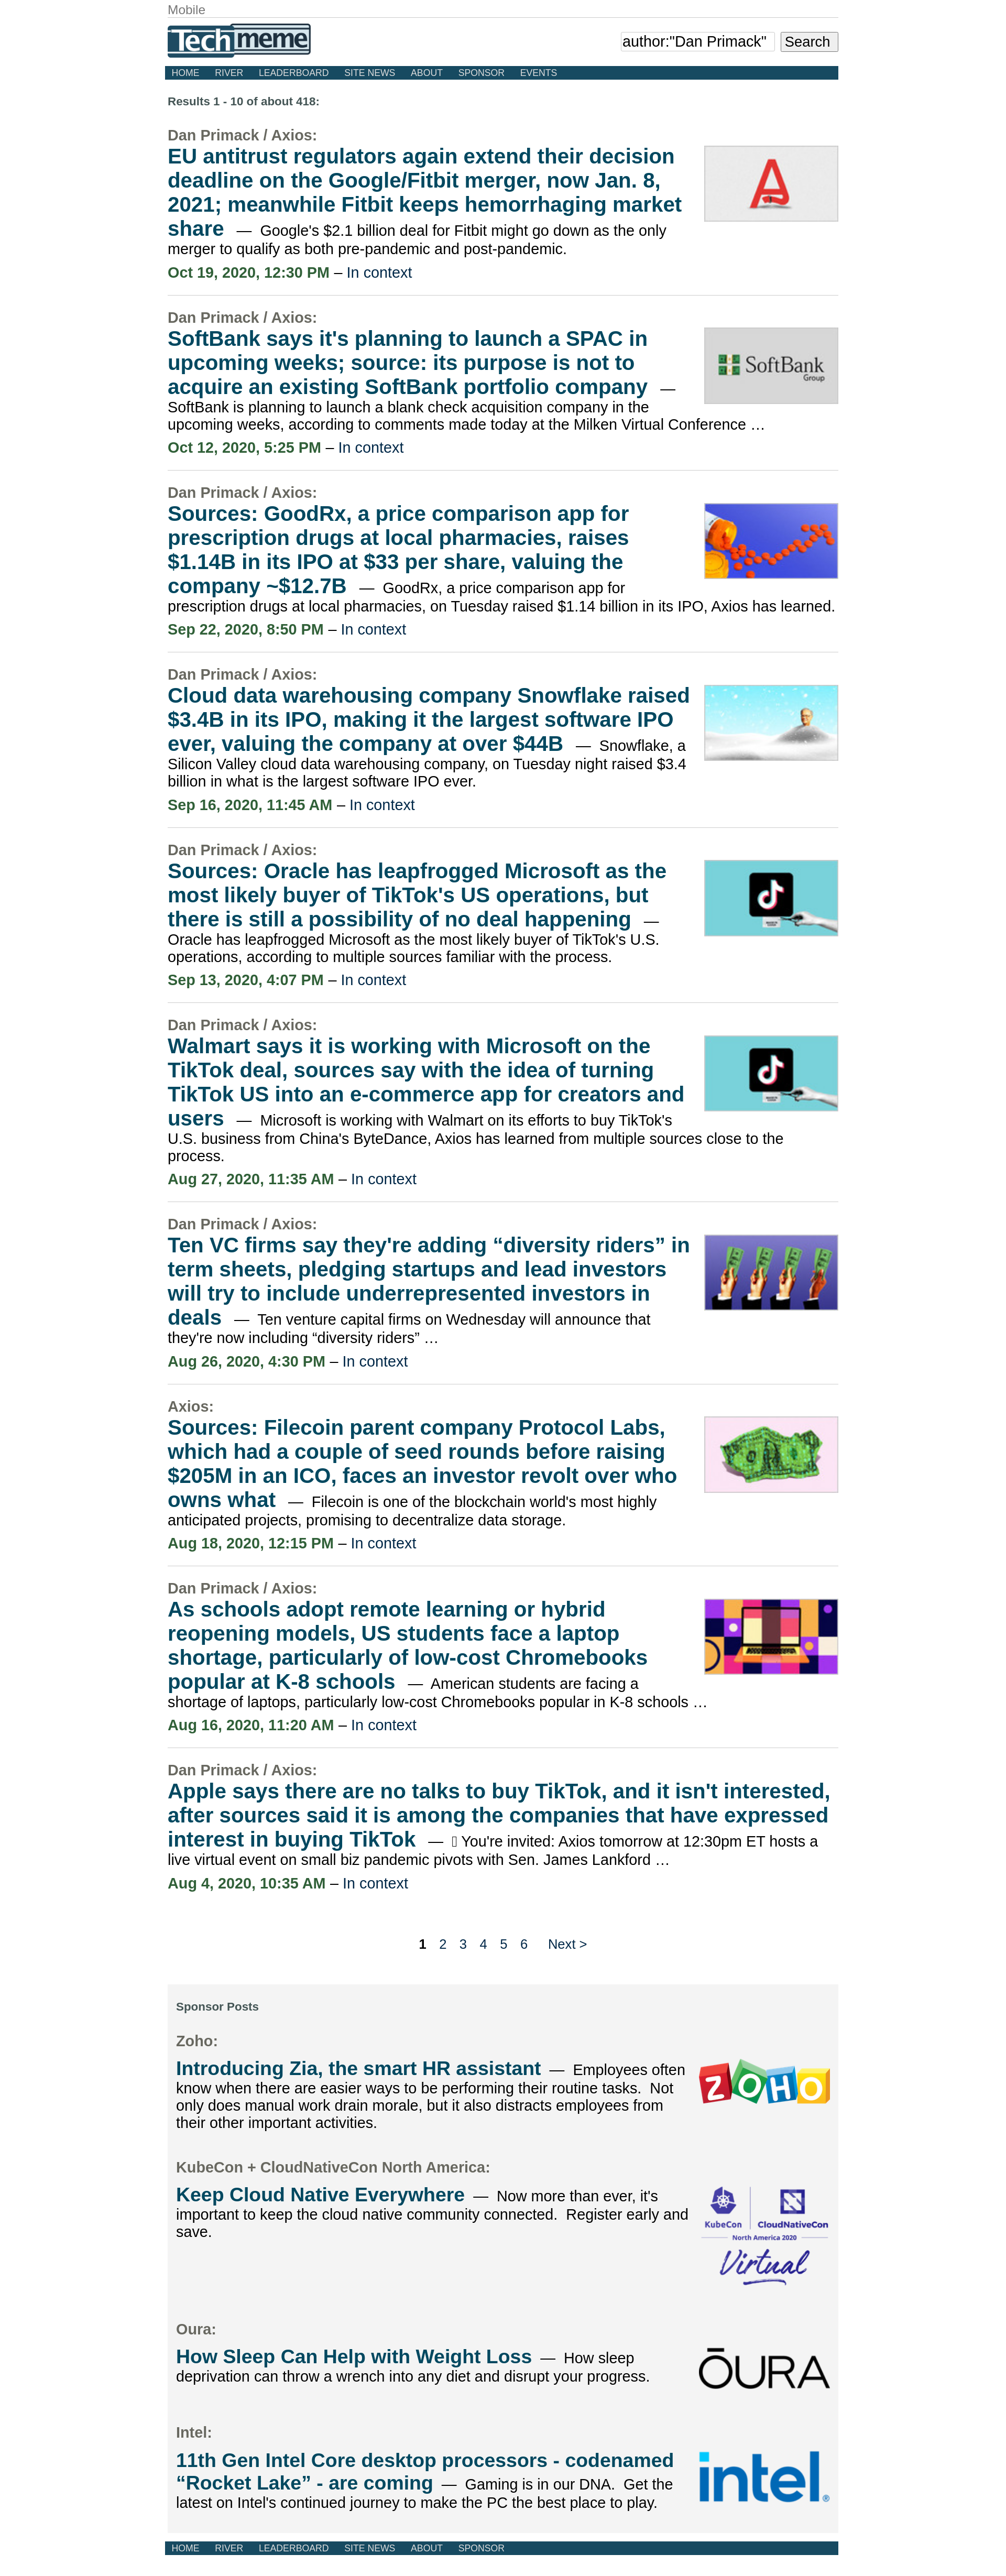 Mobile
Techmeme
author:"Dan Primack" Search
HOME RIVER LEADERBOARD SITE NEWS ABOUT SPONSOR EVENTS
Results 1 - 10 of about 418:
Dan Primack / Axios:
EU antitrust regulators again extend their decision
deadline on the Google/Fitbit merger, now Jan. 8,
2021; meanwhile Fitbit keeps hemorrhaging market
share — Google's $2.1 billion deal for Fitbit might go down as the only
merger to qualify as both pre-pandemic and post-pandemic.
Oct 19, 2020, 12:30 PM – In context
Dan Primack / Axios:
SoftBank says it's planning to launch a SPAC in
upcoming weeks; source: its purpose is not to
acquire an existing SoftBank portfolio company —
SoftBank is planning to launch a blank check acquisition company in the
upcoming weeks, according to comments made today at the Milken Virtual Conference …
SoftBank
Group
Oct 12, 2020, 5:25 PM – In context
Dan Primack / Axios:
Sources: GoodRx, a price comparison app for
prescription drugs at local pharmacies, raises
$1.14B in its IPO at $33 per share, valuing the
company ~$12.7B — GoodRx, a price comparison app for
prescription drugs at local pharmacies, on Tuesday raised $1.14 billion in its IPO, Axios has learned.
Sep 22, 2020, 8:50 PM – In context
Dan Primack / Axios:
Cloud data warehousing company Snowflake raised
$3.4B in its IPO, making it the largest software IPO
ever, valuing the company at over $44B — Snowflake, a
Silicon Valley cloud data warehousing company, on Tuesday night raised $3.4
billion in what is the largest software IPO ever.
Sep 16, 2020, 11:45 AM – In context
Dan Primack / Axios:
Sources: Oracle has leapfrogged Microsoft as the
most likely buyer of TikTok's US operations, but
there is still a possibility of no deal happening —
Oracle has leapfrogged Microsoft as the most likely buyer of TikTok's U.S.
operations, according to multiple sources familiar with the process.
Sep 13, 2020, 4:07 PM – In context
Dan Primack / Axios:
Walmart says it is working with Microsoft on the
TikTok deal, sources say with the idea of turning
TikTok US into an e-commerce app for creators and
users — Microsoft is working with Walmart on its efforts to buy TikTok's
U.S. business from China's ByteDance, Axios has learned from multiple sources close to the
process.
Aug 27, 2020, 11:35 AM – In context
Dan Primack / Axios:
Ten VC firms say they're adding “diversity riders” in
term sheets, pledging startups and lead investors
will try to include underrepresented investors in
deals — Ten venture capital firms on Wednesday will announce that
they're now including “diversity riders” …
Aug 26, 2020, 4:30 PM – In context
Axios:
Sources: Filecoin parent company Protocol Labs,
which had a couple of seed rounds before raising
$205M in an ICO, faces an investor revolt over who
owns what — Filecoin is one of the blockchain world's most highly
anticipated projects, promising to decentralize data storage.
Aug 18, 2020, 12:15 PM – In context
Dan Primack / Axios:
As schools adopt remote learning or hybrid
reopening models, US students face a laptop
shortage, particularly of low-cost Chromebooks
popular at K-8 schools — American students are facing a
shortage of laptops, particularly low-cost Chromebooks popular in K-8 schools …
Aug 16, 2020, 11:20 AM – In context
Dan Primack / Axios:
Apple says there are no talks to buy TikTok, and it isn't interested,
after sources said it is among the companies that have expressed
interest in buying TikTok — You're invited: Axios tomorrow at 12:30pm ET hosts a
live virtual event on small biz pandemic pivots with Sen. James Lankford …
Aug 4, 2020, 10:35 AM – In context
1 2 3 4 5 6 Next >
Sponsor Posts
Zoho:
Introducing Zia, the smart HR assistant — Employees often
know when there are easier ways to be performing their routine tasks. Not
only does manual work drain morale, but it also distracts employees from
their other important activities.
ZOHO
KubeCon + CloudNativeCon North America:
Keep Cloud Native Everywhere — Now more than ever, it's
important to keep the cloud native community connected. Register early and
save.
KubeCon CloudNativeCon
North America 2020
Virtual
Oura:
How Sleep Can Help with Weight Loss — How sleep
deprivation can throw a wrench into any diet and disrupt your progress.
ŌURA
Intel:
11th Gen Intel Core desktop processors - codenamed
“Rocket Lake” - are coming — Gaming is in our DNA. Get the
latest on Intel's continued journey to make the PC the best place to play.
intel®
HOME RIVER LEADERBOARD SITE NEWS ABOUT SPONSOR